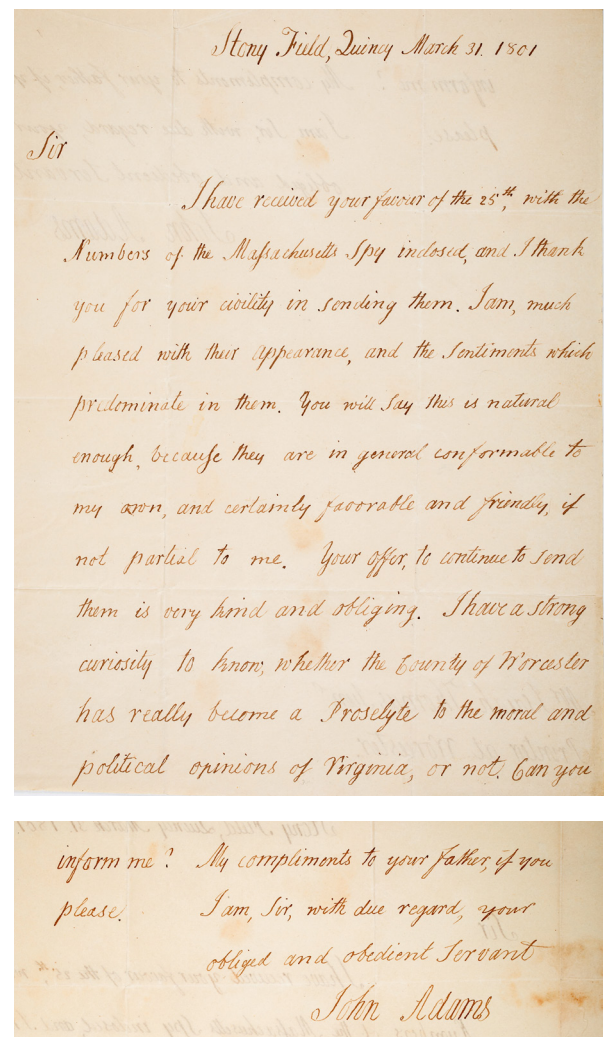 Stony Field, Quincy March 31. 1801
Sir
I have received your favour of the 25th, with the
Numbers of the Massachusetts Spy inclosed, and I thank
you for your civility in sending them. I am, much
pleased with their appearance, and the sentiments which
predominate in them. You will say this is natural
enough, because they are in general conformable to
my own, and certainly favorable and friendly, if
not partial to me. Your offer, to continue to send
them is very kind and obliging. I have a strong
curiosity to know, whether the County of Worcester
has really become a Proselyte to the moral and
political opinions of Virginia, or not. Can you
inform me? My compliments to your father, if you
please. I am, Sir, with due regard, your
obliged and obedient Servant
John Adams